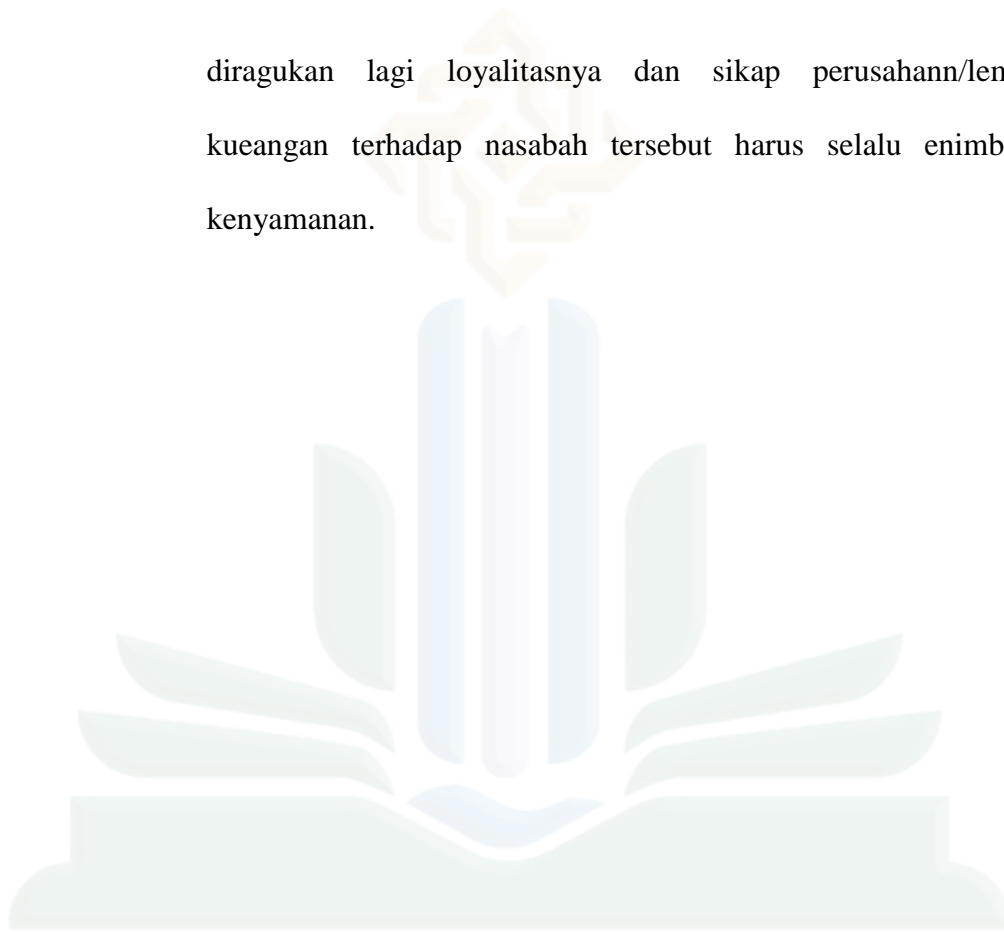 diragukan lagi loyalitasnya dan sikap perusahann/len
kueangan terhadap nasabah tersebut harus selalu enimb
kenyamanan.